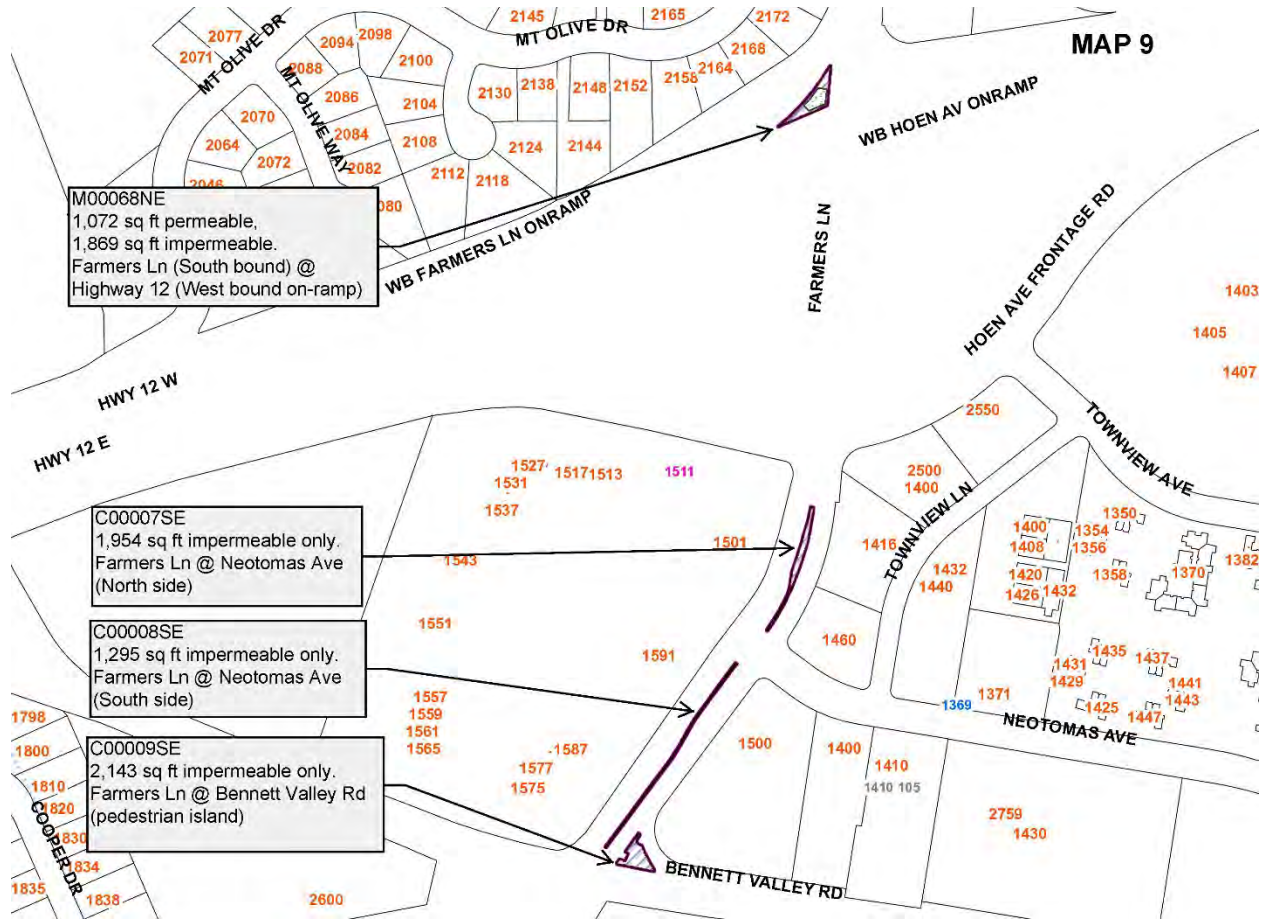 MAP 9
2145
2165
2172
2077
2071
MT OLIVE DR
2094
2098
2100
2088
MT OLIVE DR
2168
2164
2158
2130
2138
2148
2152
2086
2104
2070
MT OLIVE WAY
2084
2108
2064
2072
2082
2124
2144
2112
2118
2046
080
WB HOEN AV ONRAMP
M00068NE
1,072 sq ft permeable,
1,869 sq ft impermeable.
Farmers Ln (South bound) @
Highway 12 (West bound on-ramp)
WB FARMERS LN ONRAMP
FARMERS LN
HOEN AVE FRONTAGE RD
1403
1405
1407
HWY 12 W
HWY 12 E
2550
TOWNVIEW AVE
1527
1517
1513
1511
1531
1537
2500
1400
TOWNVIEW LN
C00007SE
1,954 sq ft impermeable only.
Farmers Ln @ Neotomas Ave
(North side)
1543
1501
1416
1432
1440
1400
1408
1420
1426
1432
1350
1354
1356
1358
1370
1382
C00008SE
1,295 sq ft impermeable only.
Farmers Ln @ Neotomas Ave
(South side)
1551
1591
1460
1435
1431
1429
1437
1441
1443
1425
1447
1371
1369
NEOTOMAS AVE
1557
1559
1561
1565
1587
1577
1575
1500
1400
1410
1410 105
2759
1430
C00009SE
2,143 sq ft impermeable only.
Farmers Ln @ Bennett Valley Rd
(pedestrian island)
1798
1800
1810
1820
1830
1834
1835
1838
COOPER DR
2600
BENNETT VALLEY RD